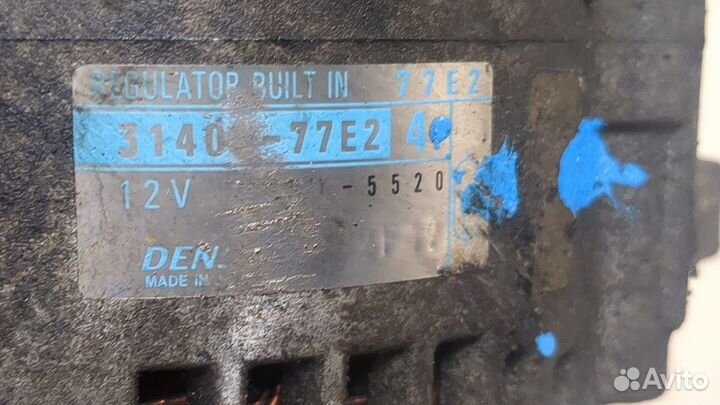 REGULATOR BUILT IN 77E2
3140 -77E2 4
12V -5520
DEN
MADE IN
Avito